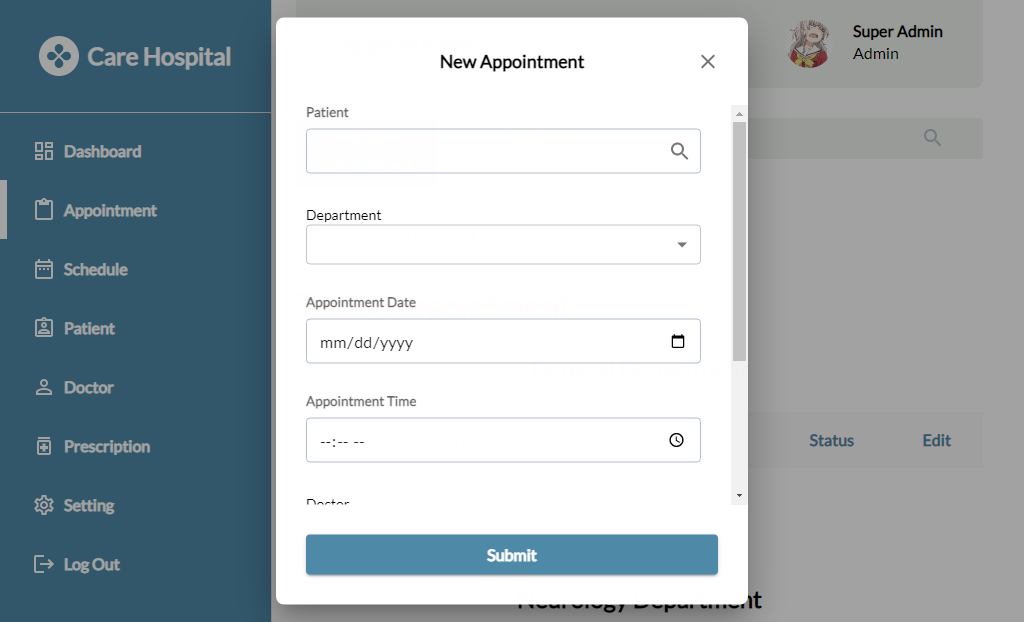 Care Hospital
Dashboard
Appointment
Schedule
Patient
Doctor
Prescription
Setting
Log Out
Super Admin
Admin
Status
Edit
New Appointment
Patient
Department
Appointment Date
mm/dd/yyyy
Appointment Time
--:-- --
Doctor
Submit
Neurology Department